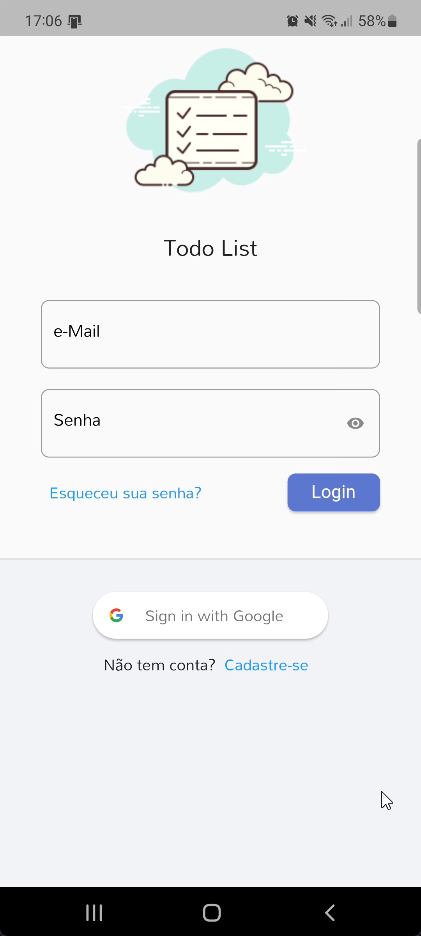 17:06 58%
Todo List
e-Mail
Senha
Esqueceu sua senha? Login
Sign in with Google
Não tem conta? Cadastre-se